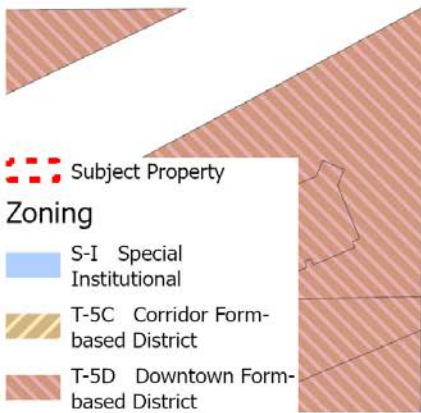 Subject Property
Zoning
S-I Special
Institutional
T-5C Corridor Form-
based District
T-5D Downtown Form-
based District